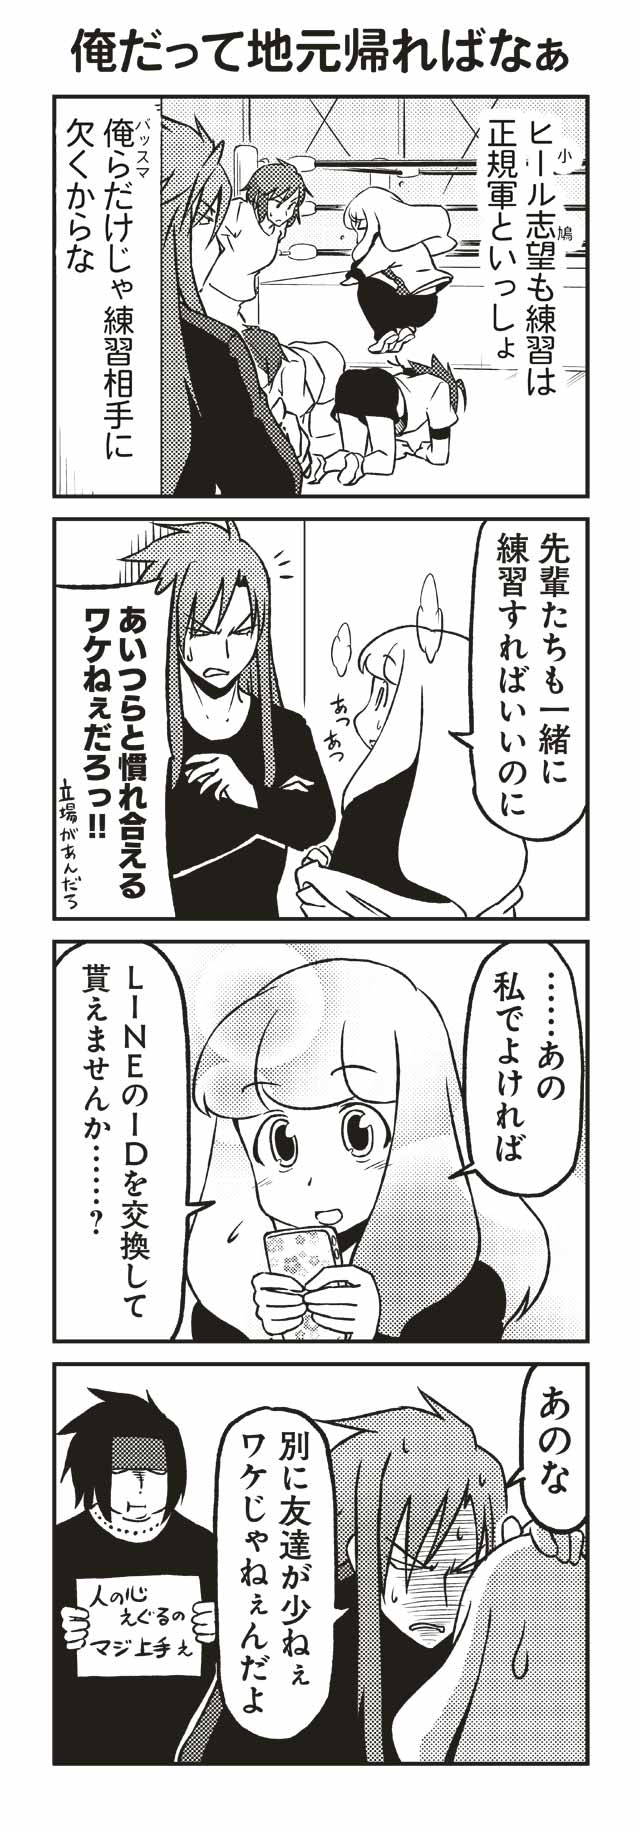 俺だって地元帰ればなぁ
ヒール志望も練習は
小鳩
正規軍といっしょ
俺らだけじゃ練習相手に
バッスマ
欠くからな
先輩たちも一緒に
練習すればいいのに
あつあつ
あいつらと慣れ合える
ワケねぇだろっ!!
立場があんだろ
……あの
私でよければ
LINEのIDを交換して
貰えませんか……?
あのな
別に友達が少ねぇ
ワケじゃねぇんだよ
人の心
えぐるの
マジ上手ぇ